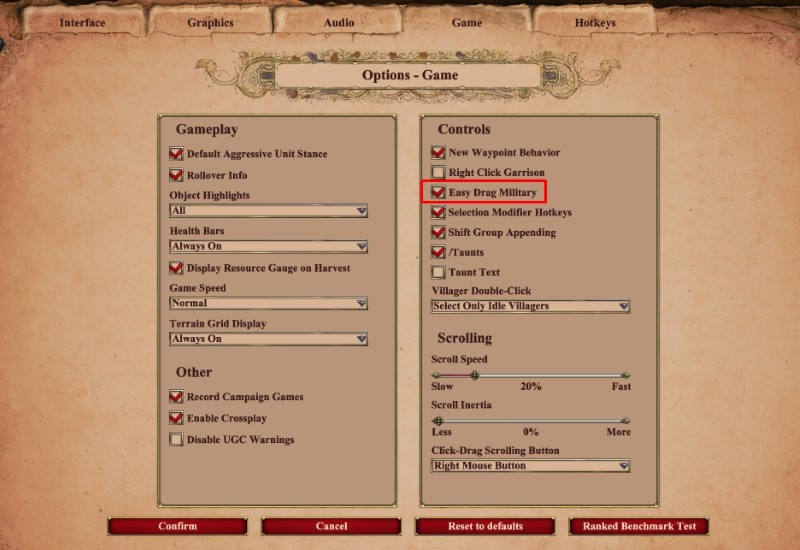 Interface
Graphics
Audio
Game
Hotkeys
Options - Game
Gameplay
Default Aggressive Unit Stance
Rollover Info
Object Highlights
All
Health Bars
Always On
Display Resource Gauge on Harvest
Game Speed
Normal
Terrain Grid Display
Always On
Other
Record Campaign Games
Enable Crossplay
Disable UGC Warnings
Controls
New Waypoint Behavior
Right Click Garrison
Easy Drag Military
Selection Modifier Hotkeys
Shift Group Appending
/Taunts
Taunt Text
Villager Double-Click
Select Only Idle Villagers
Scrolling
Scroll Speed
Slow 20% Fast
Scroll Inertia
Less 0% More
Click-Drag Scrolling Button
Right Mouse Button
Confirm
Cancel
Reset to defaults
Ranked Benchmark Test